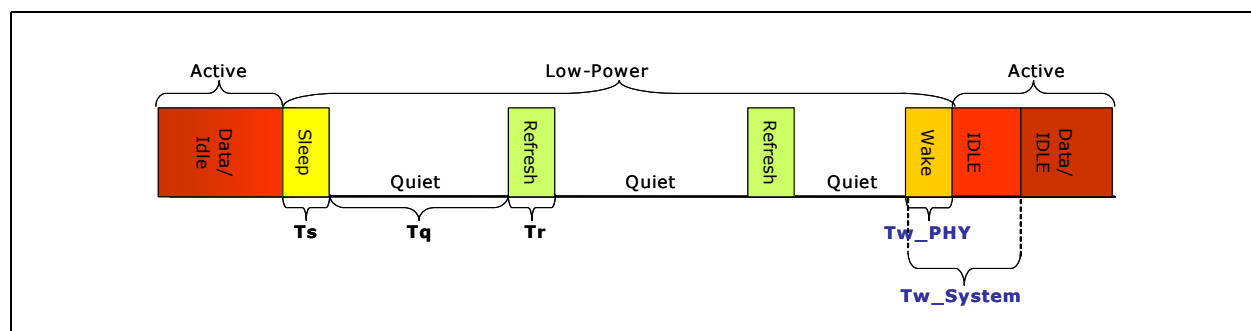 Active
Low-Power
Active
Data/
Idle
Sleep
Refresh
Refresh
Wake
IDLE
Data/
IDLE
Quiet
Quiet
Quiet
Ts
Tq
Tr
Tw_PHY
Tw_System